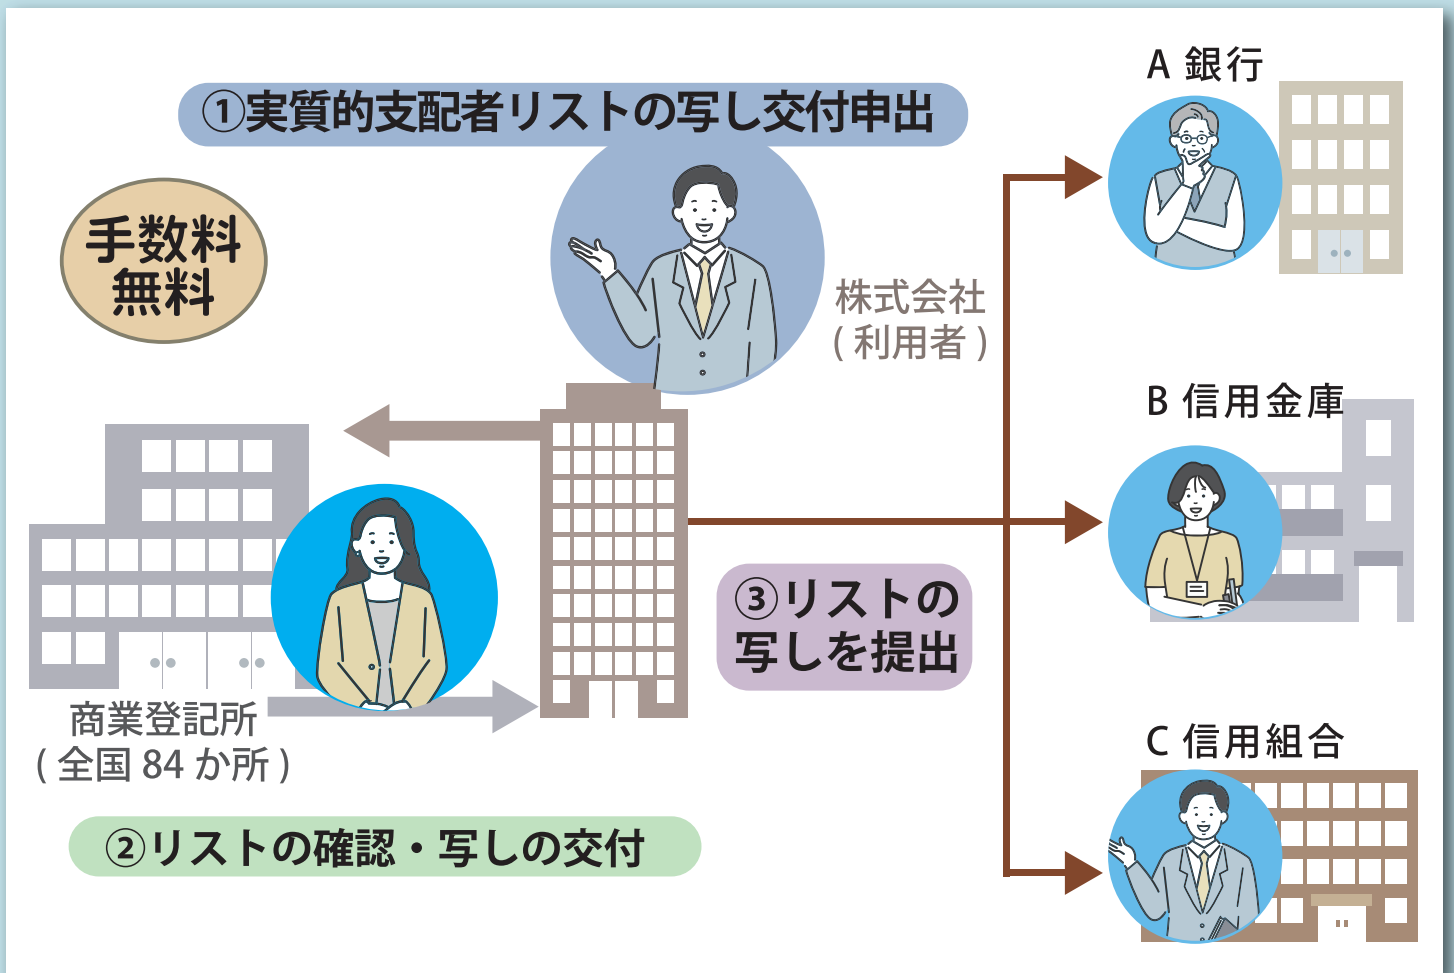 ①実質的支配者リストの写し交付申出
手数料
無料
株式会社
(利用者)
A 銀行
B 信用金庫
③リストの
写しを提出
商業登記所
(全国 84 か所)
C 信用組合
②リストの確認・写しの交付